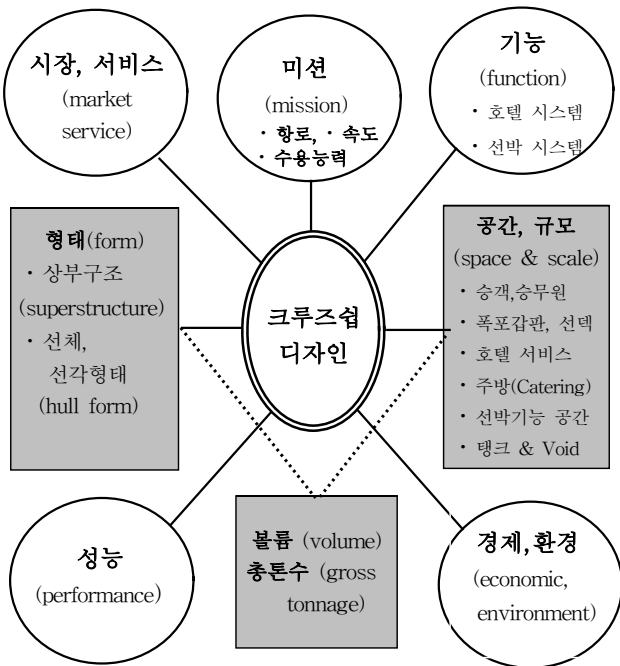 시장, 서비스
(market
service)
미션
(mission)
· 항로, · 속도
· 수용능력
기능
(function)
· 호텔 시스템
· 선박 시스템
형태(form)
· 상부구조
(superstructure)
· 선체,
선각형태
(hull form)
크루즈쉽
디자인
공간, 규모
(space & scale)
· 승객,승무원
· 폭포갑판, 선덱
· 호텔 서비스
· 주방(Catering)
· 선박기능 공간
· 탱크 & Void
성능
(performance)
볼륨 (volume)
총톤수 (gross
tonnage)
경제,환경
(economic,
environment)